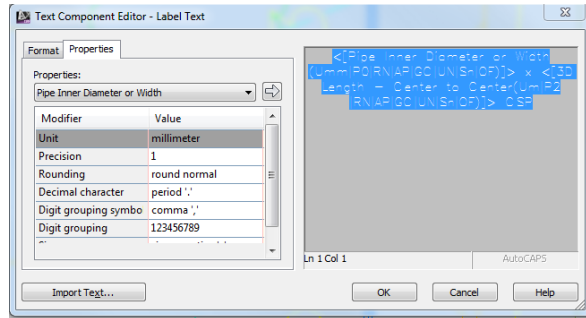 Text Component Editor - Label Text
Format Properties
Properties:
Pipe Inner Diameter or Width
Modifier Value
Unit millimeter
Precision 1
Rounding round normal
Decimal character period '.'
Digit grouping symbo comma ','
Digit grouping 123456789
<[Pipe Inner Diameter or Width
(Umm|P0|RN|AP|GC|UN|Sn|OF)]> x <[3D
Length - Center to Center(Um|P2
|RN|AP|GC|UN|Sn|OF)]> CSP
Ln 1 Col 1 AutoCAPS
Import Text... OK Cancel Help